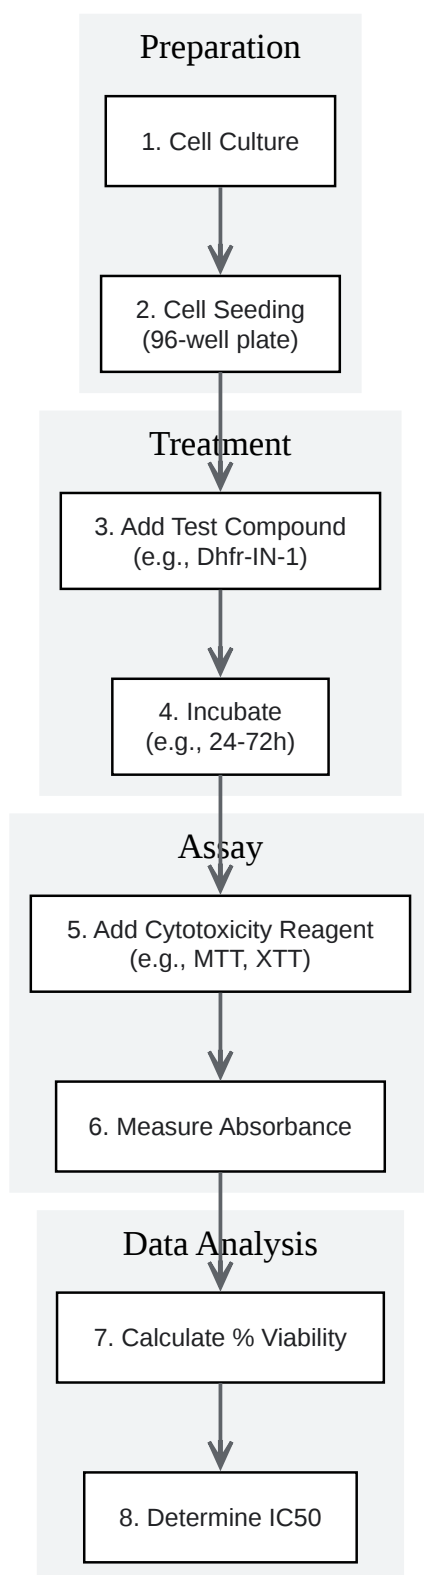 Preparation
1. Cell Culture
2. Cell Seeding
(96-well plate)
Treatment
3. Add Test Compound
(e.g., Dhfr-IN-1)
4. Incubate
(e.g., 24-72h)
Assay
5. Add Cytotoxicity Reagent
(e.g., MTT, XTT)
6. Measure Absorbance
Data Analysis
7. Calculate % Viability
8. Determine IC50